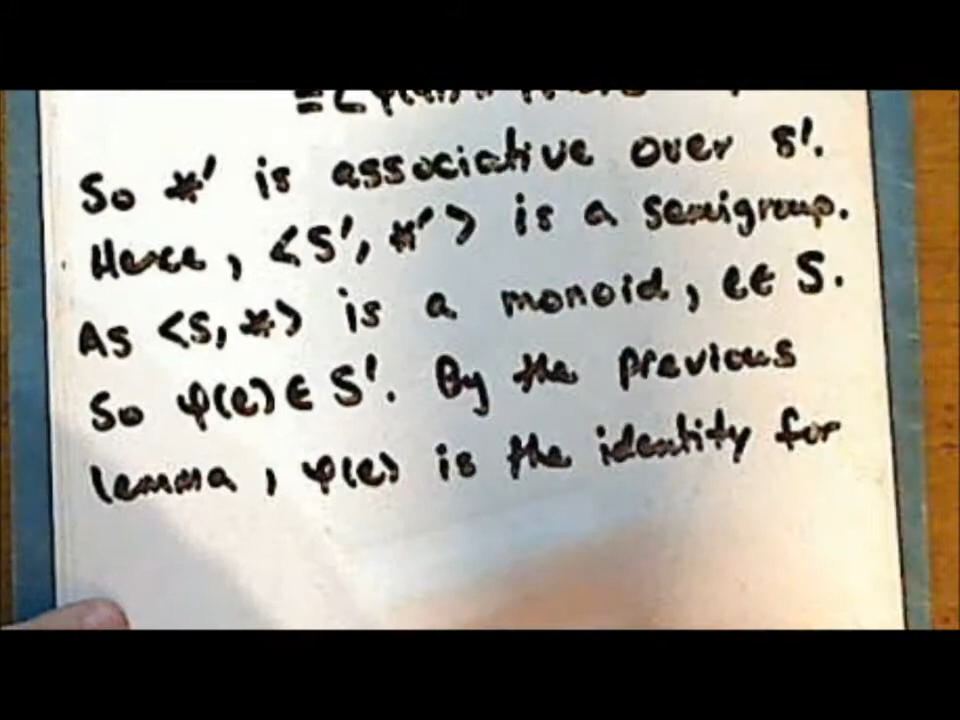 So *' is associative over S'.
Hence, <S', *'> is a semigroup.
As <S, *> is a monoid, e∈ S.
So φ(e) ∈ S'. By the previous
lemma, φ(e) is the identity for